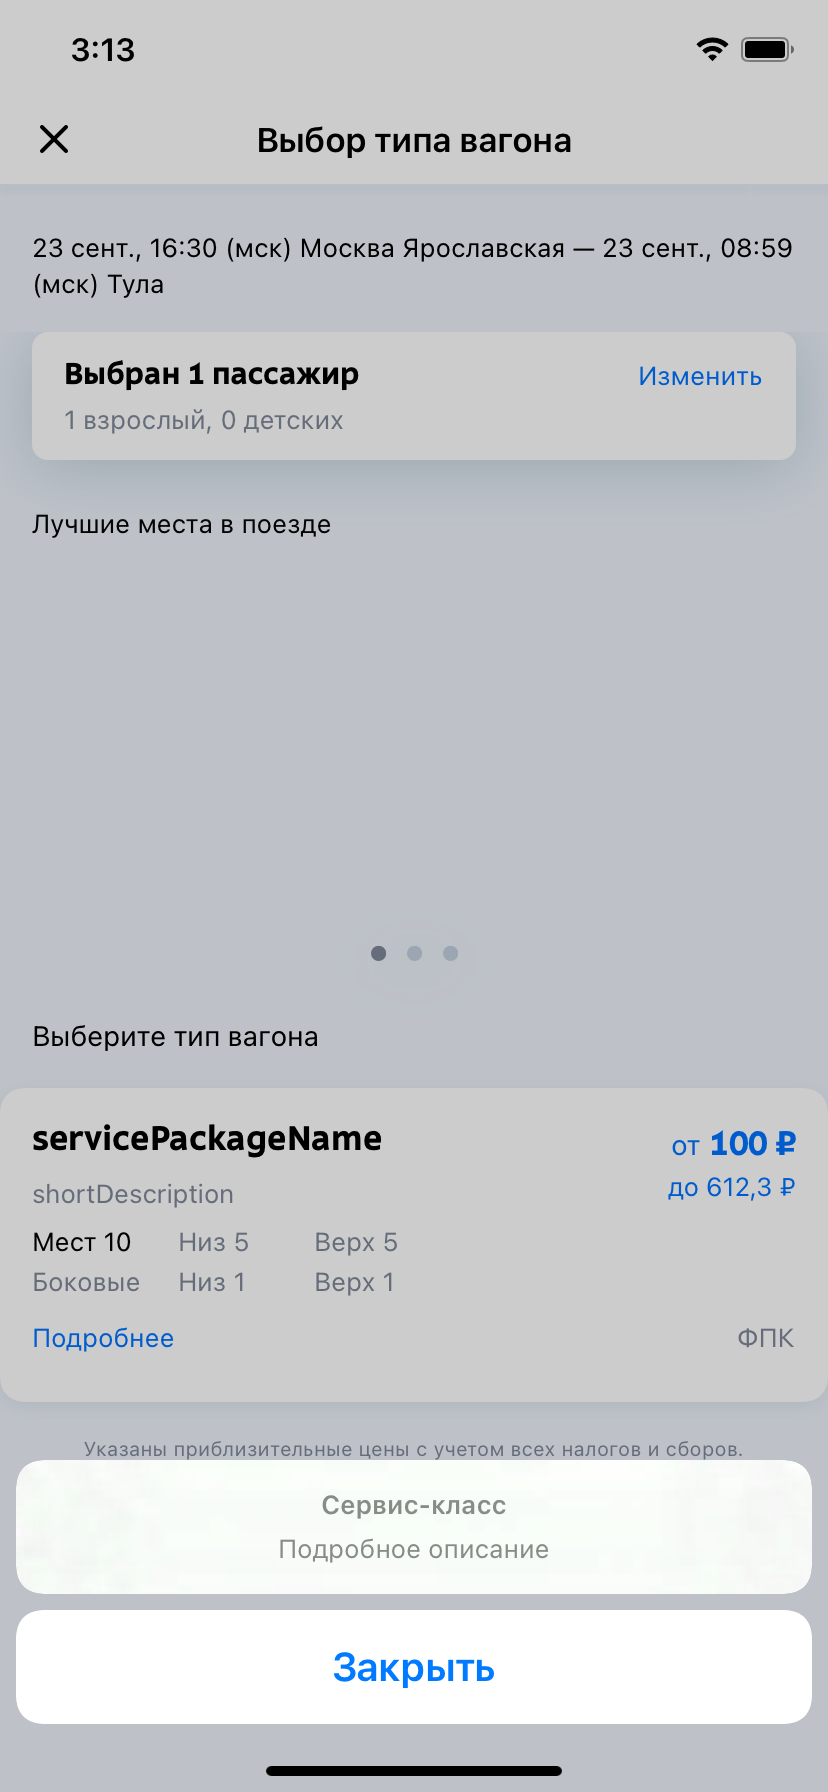 3:13
Выбор типа вагона
23 сент., 16:30 (мск) Москва Ярославская — 23 сент., 08:59
(мск) Тула
Выбран 1 пассажир
Изменить
1 взрослый, 0 детских
Лучшие места в поезде
Выберите тип вагона
servicePackageName
от 100 ₽
shortDescription
до 612,3 ₽
Мест 10 Низ 5 Верх 5
Боковые Низ 1 Верх 1
Подробнее
ФПК
Указаны приблизительные цены с учетом всех налогов и сборов.
Сервис-класс
Подробное описание
Закрыть